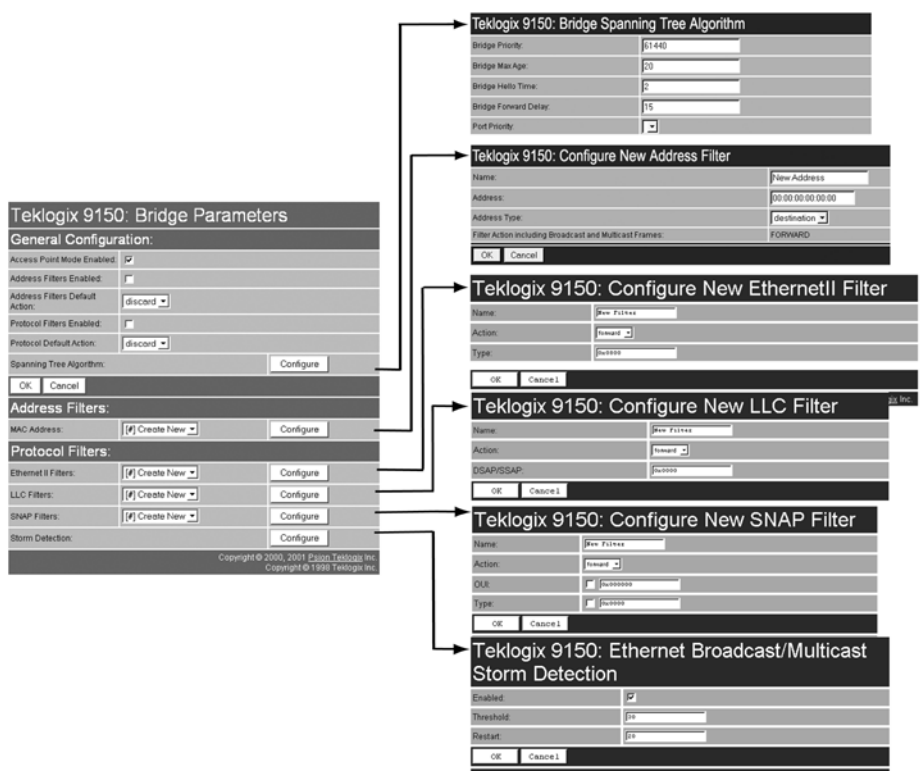 Teklogix 9150: Bridge Parameters
General Configuration:
Access Point Mode Enabled:
Address Filters Enabled:
Address Filters Default Action: discard
Protocol Filters Enabled:
Protocol Default Action: discard
Spanning Tree Algorithm: Configure
OK Cancel
Address Filters:
MAC Address: [#] Create New Configure
Protocol Filters:
Ethernet II Filters: [#] Create New Configure
LLC Filters: [#] Create New Configure
SNAP Filters: [#] Create New Configure
Storm Detection: Configure
Copyright © 2000, 2001 Psion Teklogix Inc.
Copyright © 1998 Teklogix Inc.
Teklogix 9150: Bridge Spanning Tree Algorithm
Bridge Priority: 61440
Bridge Max Age: 20
Bridge Hello Time: 2
Bridge Forward Delay: 15
Port Priority:
Teklogix 9150: Configure New Address Filter
Name: New Address
Address: 00:00:00:00:00:00
Address Type: destination
Filter Action including Broadcast and Multicast Frames: FORWARD
OK Cancel
Teklogix 9150: Configure New EthernetII Filter
Name: New Filter
Action: forward
Type: 0x0000
OK Cancel
gix Inc.
Teklogix 9150: Configure New LLC Filter
Name: New Filter
Action: forward
DSAP/SSAP: 0x0000
OK Cancel
Teklogix 9150: Configure New SNAP Filter
Name: New Filter
Action: forward
OUI: 0x000000
Type: 0x0000
OK Cancel
Teklogix 9150: Ethernet Broadcast/Multicast
Storm Detection
Enabled:
Threshold: 30
Restart: 20
OK Cancel